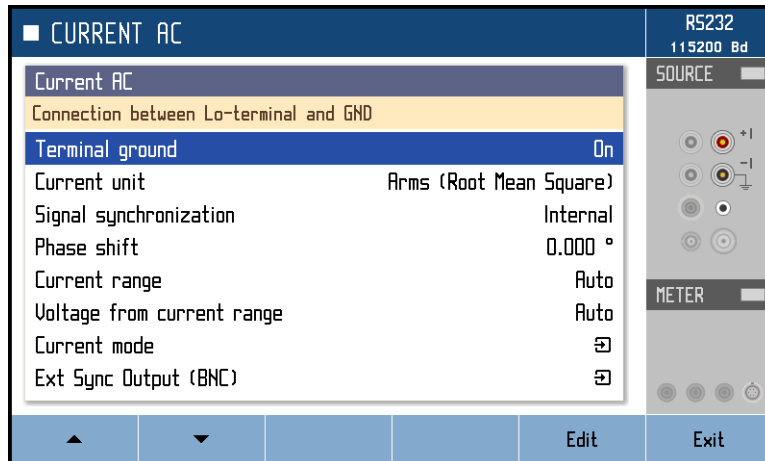 CURRENT AC
RS232
115200 Bd
Current AC
Connection between Lo-terminal and GND
Terminal ground On
Current unit Arms (Root Mean Square)
Signal synchronization Internal
Phase shift 0.000 °
Current range Auto
Voltage from current range Auto
Current mode
Ext Sync Output (BNC)
SOURCE
+I
-I
METER
Edit
Exit